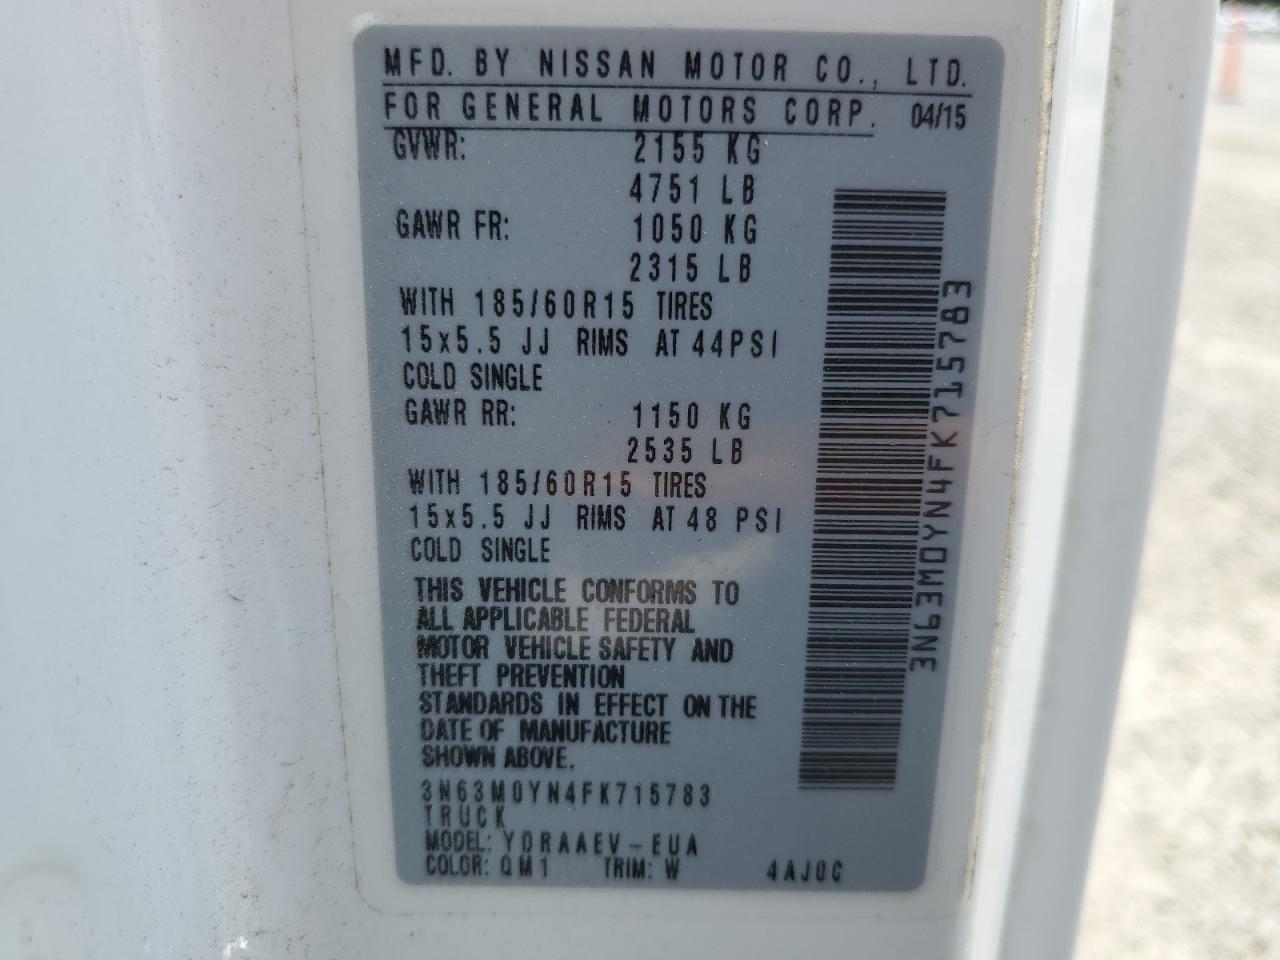 MFD. BY NISSAN MOTOR CO., LTD.
FOR GENERAL MOTORS CORP. 04/15
GVWR: 2155 KG
4751 LB
GAWR FR: 1050 KG
2315 LB
WITH 185/60R15 TIRES
15x5.5 JJ RIMS AT 44PSI
COLD SINGLE
GAWR RR: 1150 KG
2535 LB
WITH 185/60R15 TIRES
15x5.5 JJ RIMS AT 48 PSI
COLD SINGLE
THIS VEHICLE CONFORMS TO
ALL APPLICABLE FEDERAL
MOTOR VEHICLE SAFETY AND
THEFT PREVENTION
STANDARDS IN EFFECT ON THE
DATE OF MANUFACTURE
SHOWN ABOVE.
3N63M0YN4FK715783
TRUCK
MODEL: YDRAAEV-EUA
COLOR: QM1 TRIM: W 4AJ0C
3N63M0YN4FK715783